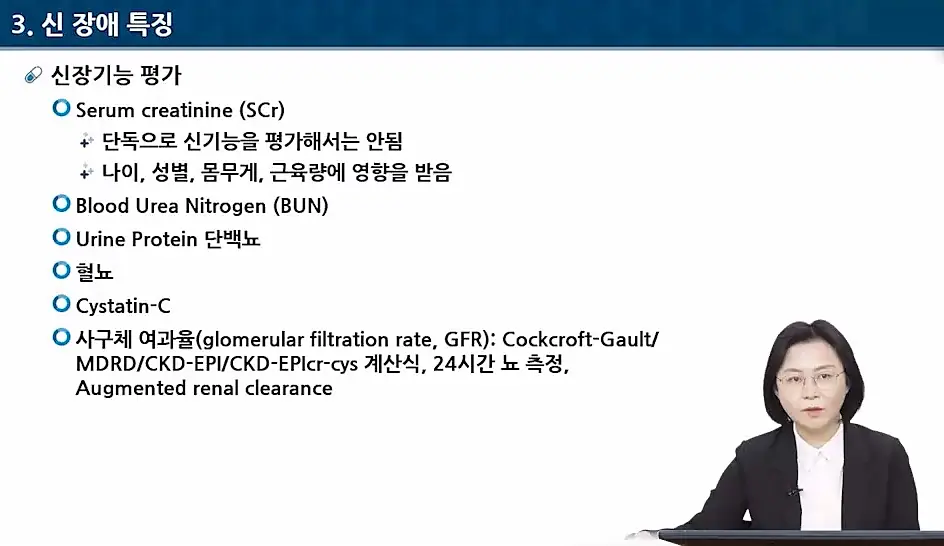 3. 신 장애 특징
신장기능 평가
Serum creatinine (SCr)
단독으로 신기능을 평가해서는 안됨
나이, 성별, 몸무게, 근육량에 영향을 받음
Blood Urea Nitrogen (BUN)
Urine Protein 단백뇨
혈뇨
Cystatin-C
사구체 여과율(glomerular filtration rate, GFR): Cockcroft-Gault/
MDRD/CKD-EPI/CKD-EPIcr-cys 계산식, 24시간 뇨 측정,
Augmented renal clearance